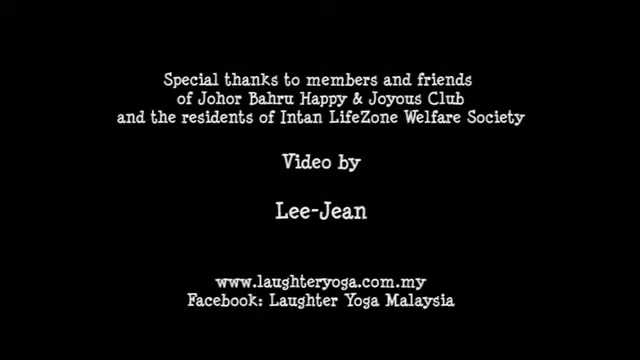 Special thanks to members and friends
of Johor Bahru Happy & Joyous Club
and the residents of Intan LifeZone Welfare Society
Video by
Lee-Jean
www.laughteryoga.com.my
Facebook: Laughter Yoga Malaysia